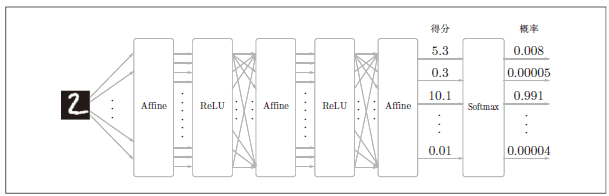 得分 概率
5.3 0.008
0.3 0.00005
2 Affine ReLU Affine ReLU Affine 10.1 Softmax 0.991
0.01 0.00004